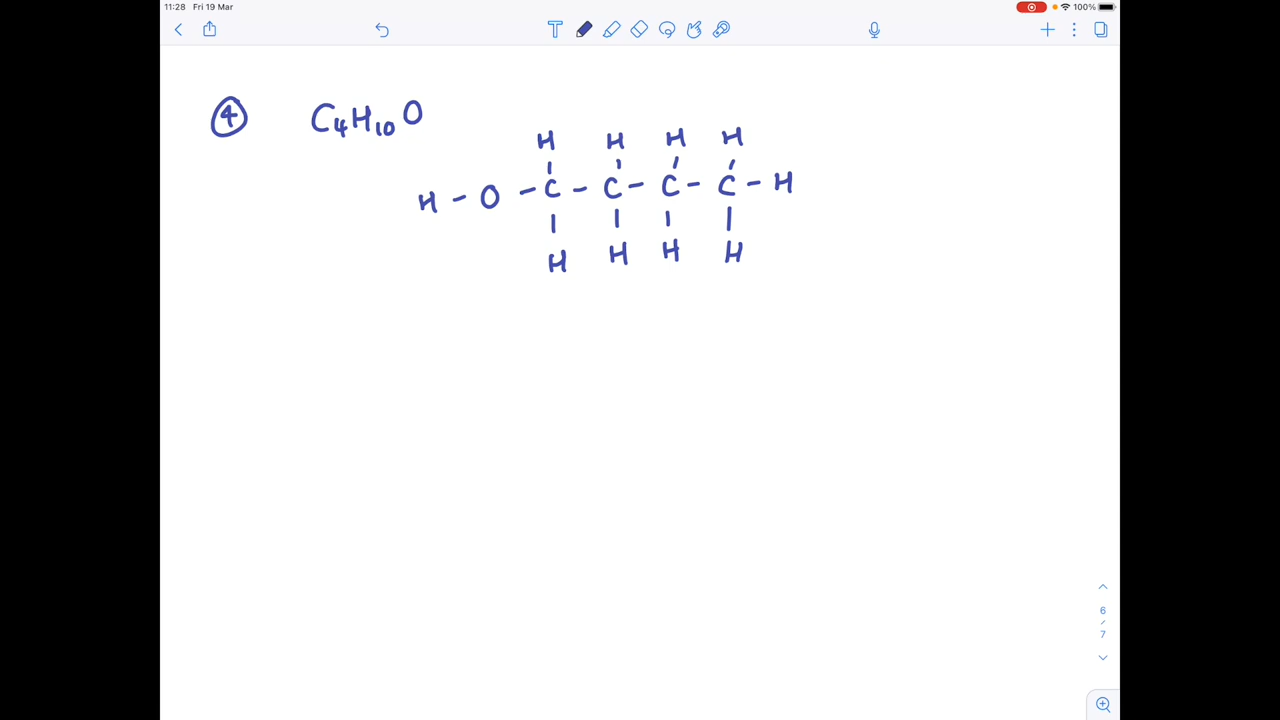 11:28 Fri 19 Mar 100%
T
④ C₄H₁₀O
H H H H
H - O - C - C - C - C - H
H H H H
6
/
7